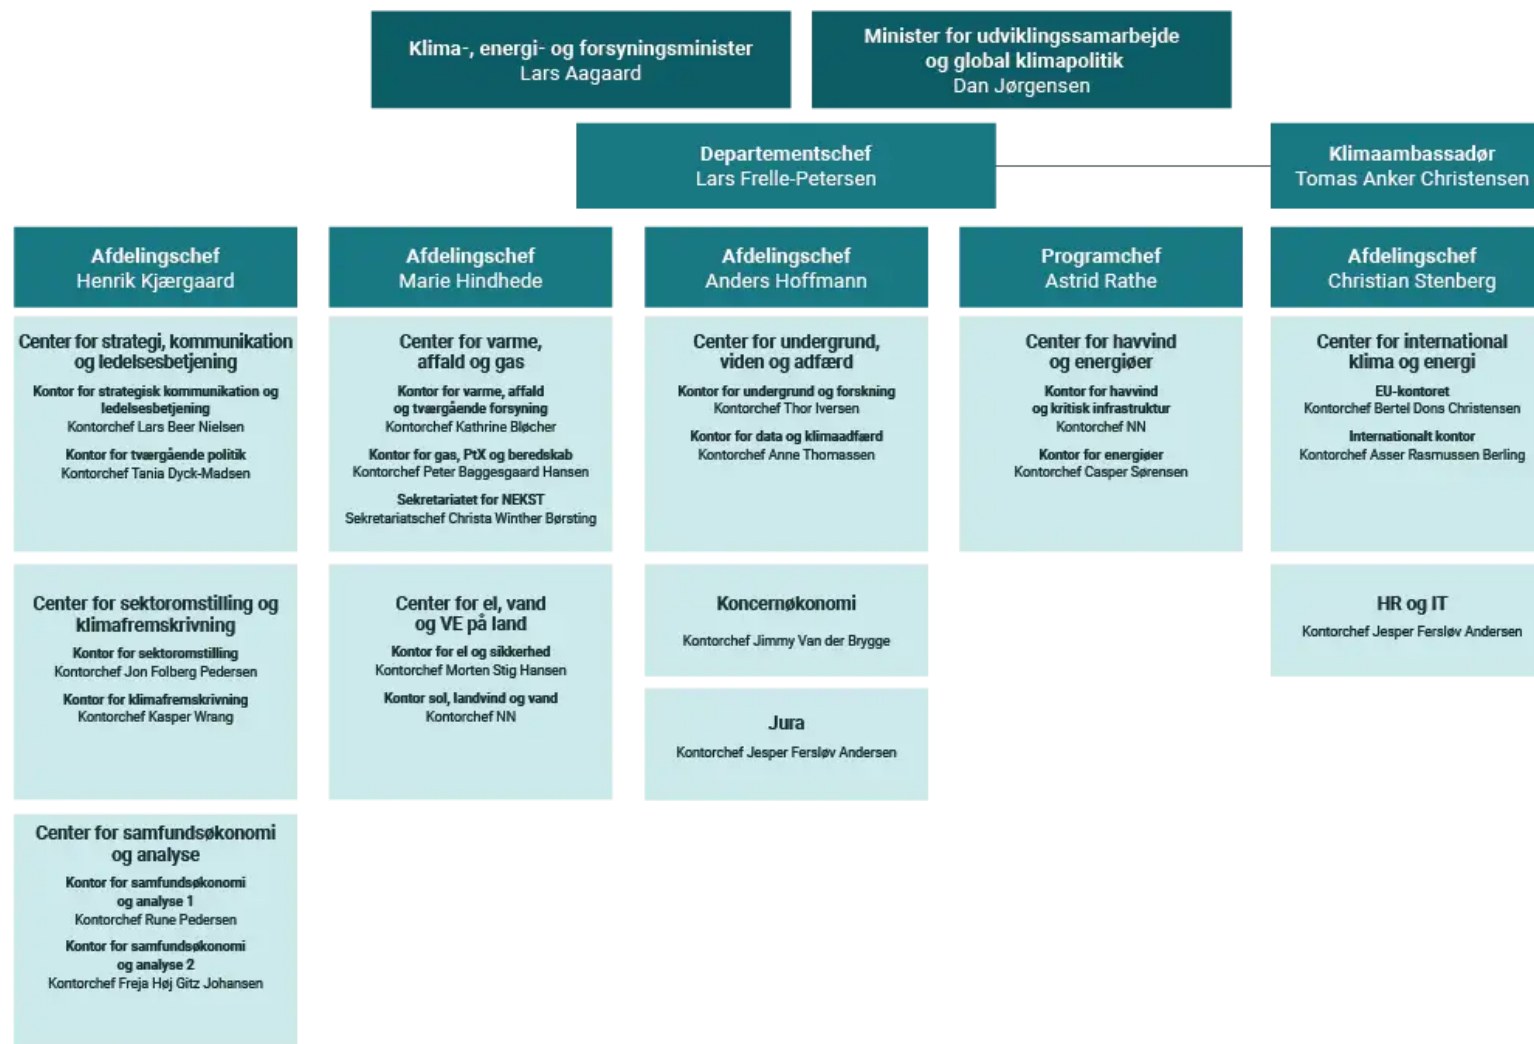 Klima-, energi- og forsyningsminister
Lars Aagaard
Minister for udviklingssamarbejde
og global klimapolitik
Dan Jørgensen
Departementschef
Lars Frelle-Petersen
Klimaambassadør
Tomas Anker Christensen
Afdelingschef
Henrik Kjærgaard
Center for strategi, kommunikation
og ledelsesbetjening
Kontor for strategisk kommunikation og
ledelsesbetjening
Kontorchef Lars Beer Nielsen
Kontor for tværgående politik
Kontorchef Tania Dyck-Madsen
Center for sektoromstilling og
klimafremskrivning
Kontor for sektoromstilling
Kontorchef Jon Folberg Pedersen
Kontor for klimafremskrivning
Kontorchef Kasper Wrang
Center for samfundsøkonomi
og analyse
Kontor for samfundsøkonomi
og analyse 1
Kontorchef Rune Pedersen
Kontor for samfundsøkonomi
og analyse 2
Kontorchef Freja Høj Gitz Johansen
Afdelingschef
Marie Hindhede
Center for varme,
affald og gas
Kontor for varme, affald
og tværgående forsyning
Kontorchef Kathrine Bløcher
Kontor for gas, PtX og beredskab
Kontorchef Peter Baggesgaard Hansen
Sekretariatet for NEKST
Sekretariatschef Christa Winther Børsting
Center for el, vand
og VE på land
Kontor for el og sikkerhed
Kontorchef Morten Stig Hansen
Kontor sol, landvind og vand
Kontorchef NN
Afdelingschef
Anders Hoffmann
Center for undergrund,
viden og adfærd
Kontor for undergrund og forskning
Kontorchef Thor Iversen
Kontor for data og klimaadfærd
Kontorchef Anne Thomassen
Koncernøkonomi
Kontorchef Jimmy Van der Brygge
Jura
Kontorchef Jesper Fersløv Andersen
Programchef
Astrid Rathe
Center for havvind
og energiøer
Kontor for havvind
og kritisk infrastruktur
Kontorchef NN
Kontor for energiøer
Kontorchef Casper Sørensen
Afdelingschef
Christian Stenberg
Center for international
klima og energi
EU-kontoret
Kontorchef Bertel Dons Christensen
Internationalt kontor
Kontorchef Asser Rasmussen Berling
HR og IT
Kontorchef Jesper Fersløv Andersen